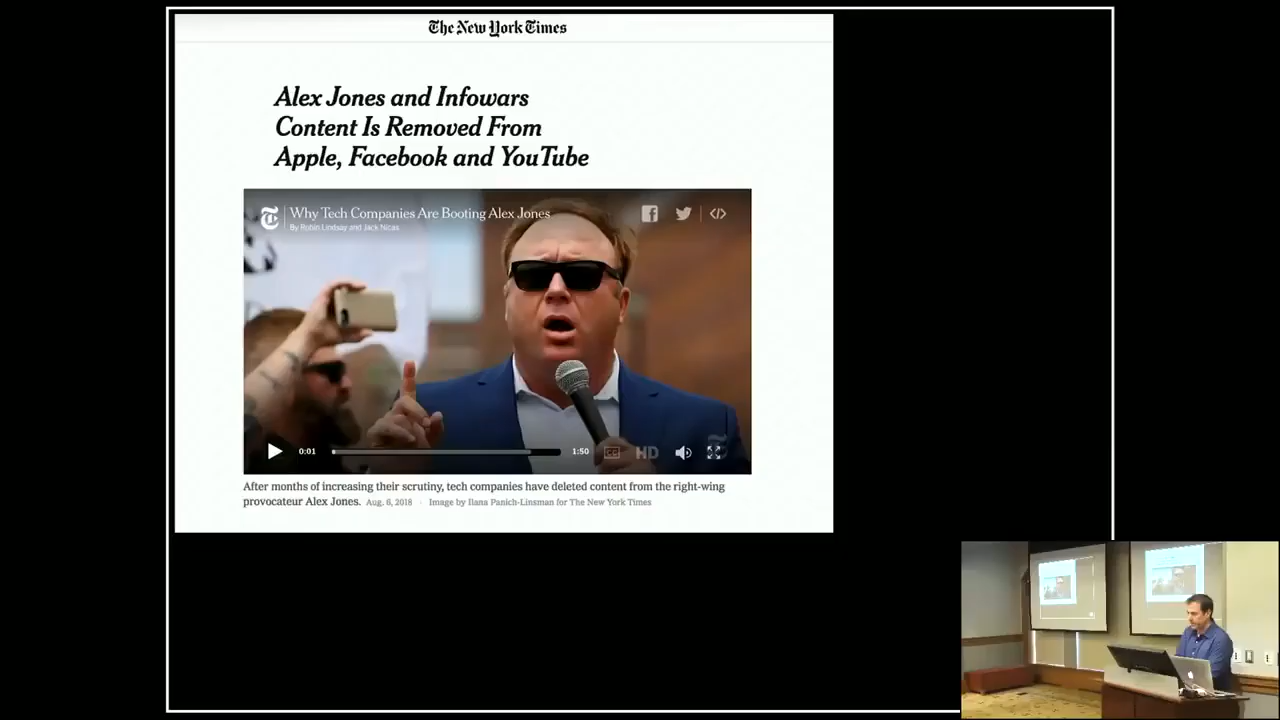 The New York Times
Alex Jones and Infowars
Content Is Removed From
Apple, Facebook and YouTube
Why Tech Companies Are Booting Alex Jones
By Robin Lindsay and Jack Nicas
0:01
1:50
CC
HD
After months of increasing their scrutiny, tech companies have deleted content from the right-wing
provocateur Alex Jones. Aug. 6, 2018 · Image by Ilana Panich-Linsman for The New York Times